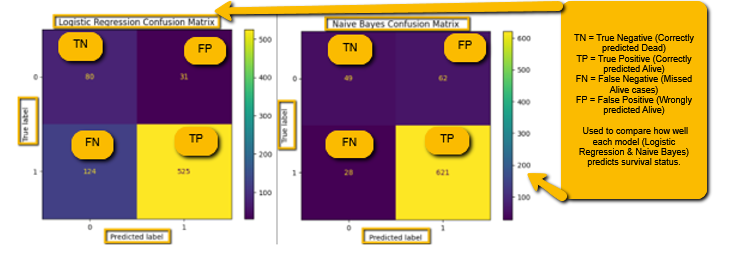 Logistic Regression Confusion Matrix
TN
FP
0
80
31
True label
FN
TP
1
124
525
0
1
Predicted label
500
400
300
200
100
Naive Bayes Confusion Matrix
TN
FP
0
49
62
True label
FN
TP
1
28
621
0
1
Predicted label
600
500
400
300
200
100
TN = True Negative (Correctly
predicted Dead)
TP = True Positive (Correctly
predicted Alive)
FN = False Negative (Missed
Alive cases)
FP = False Positive (Wrongly
predicted Alive)
Used to compare how well
each model (Logistic
Regression & Naive Bayes)
predicts survival status.